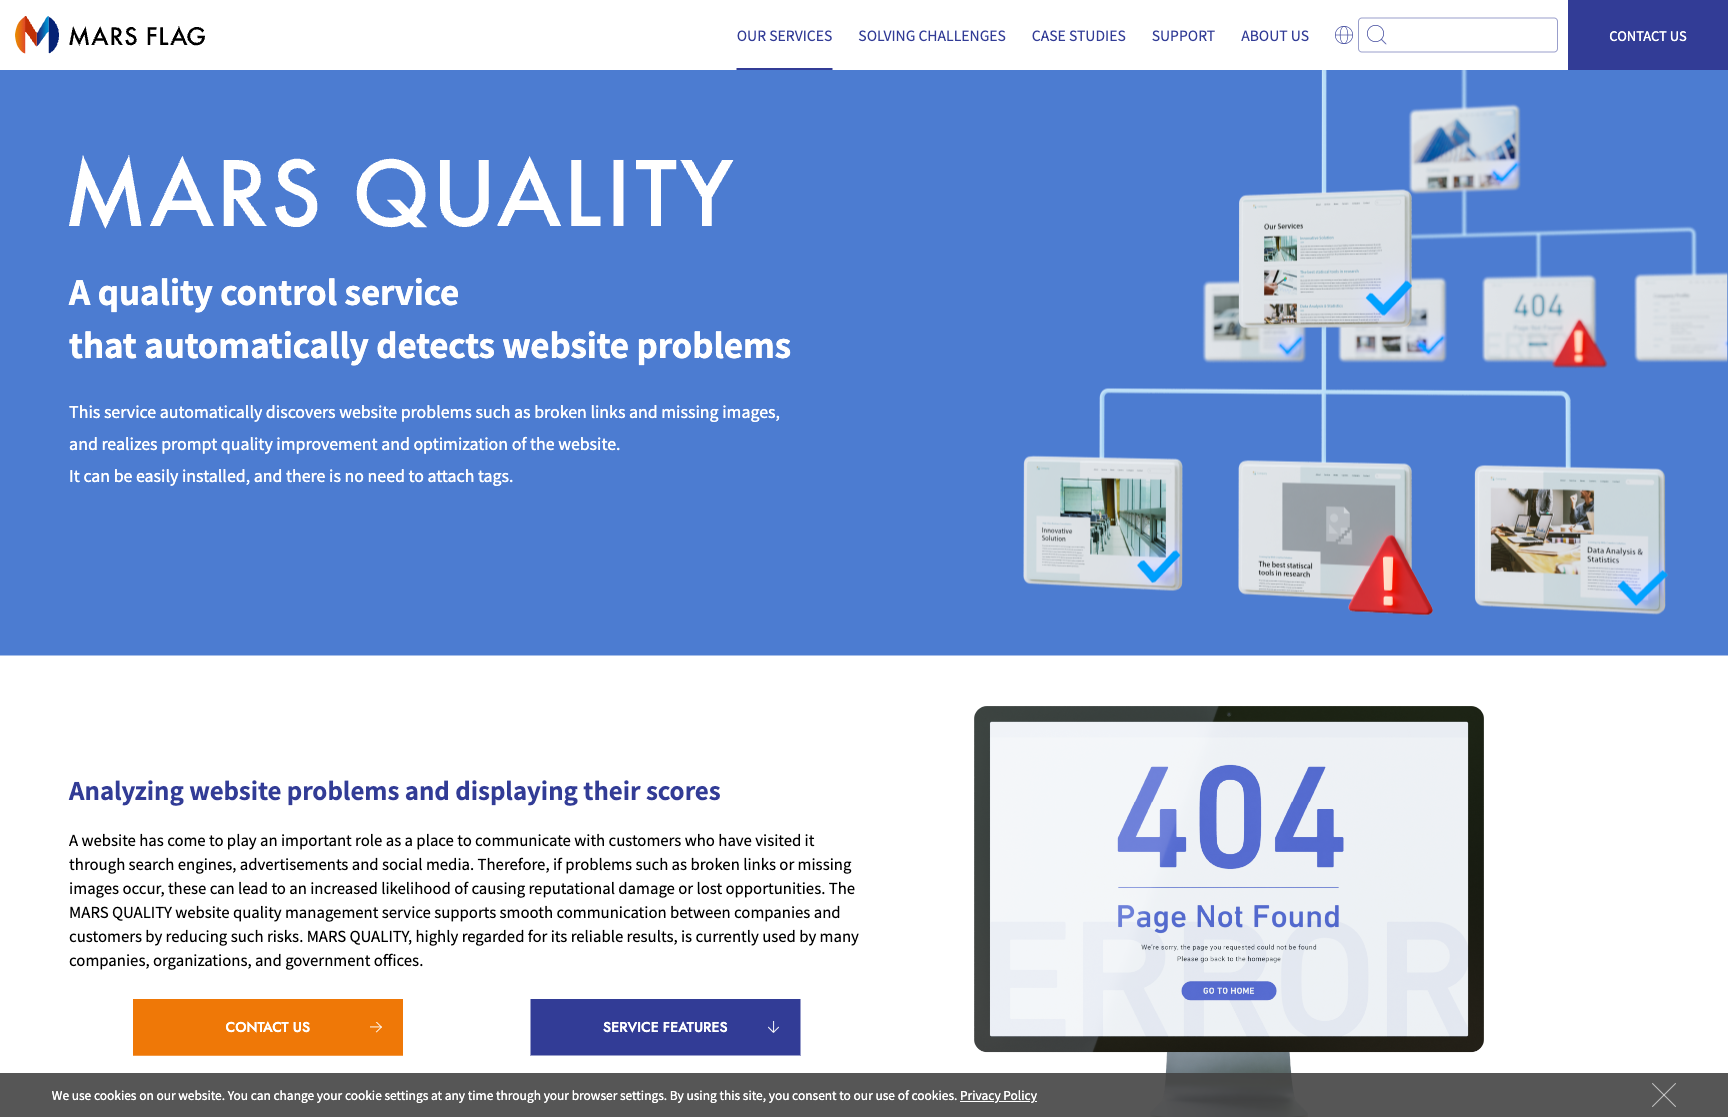 MARS FLAG
OUR SERVICES
SOLVING CHALLENGES
CASE STUDIES
SUPPORT
ABOUT US
CONTACT US
MARS QUALITY
A quality control service
that automatically detects website problems
This service automatically discovers website problems such as broken links and missing images,
and realizes prompt quality improvement and optimization of the website.
It can be easily installed, and there is no need to attach tags.
Our Services
404
Page Not Found
Innovative
Solution
The best statiscal
tools in research
Data Analysis &
Statistics
Analyzing website problems and displaying their scores
A website has come to play an important role as a place to communicate with customers who have visited it
through search engines, advertisements and social media. Therefore, if problems such as broken links or missing
images occur, these can lead to an increased likelihood of causing reputational damage or lost opportunities. The
MARS QUALITY website quality management service supports smooth communication between companies and
customers by reducing such risks. MARS QUALITY, highly regarded for its reliable results, is currently used by many
companies, organizations, and government offices.
CONTACT US
SERVICE FEATURES
404
Page Not Found
ERROR
We're sorry, the page you requested could not be found
Please go back to the homepage
GO TO HOME
We use cookies on our website. You can change your cookie settings at any time through your browser settings. By using this site, you consent to our use of cookies. Privacy Policy